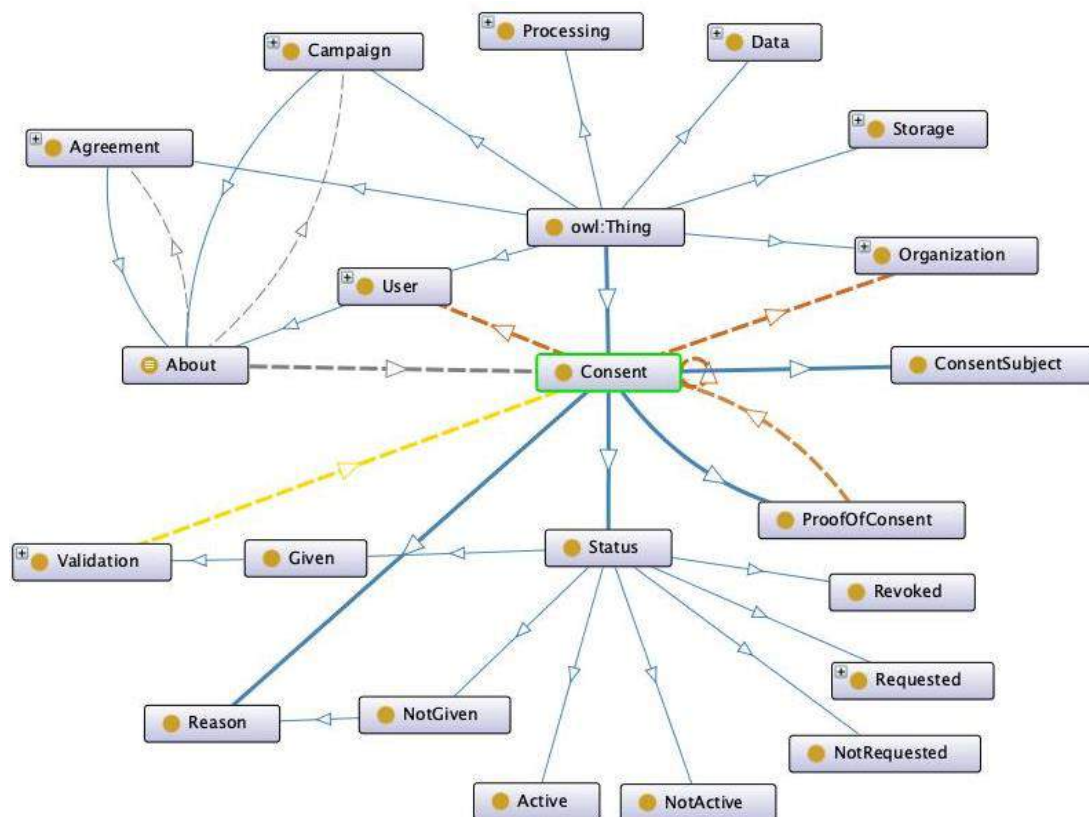 Processing
Data
Campaign
Storage
Agreement
owl:Thing
Organization
User
About
Consent
ConsentSubject
ProofOfConsent
Validation
Given
Status
Revoked
Requested
Reason
NotGiven
NotRequested
Active
NotActive